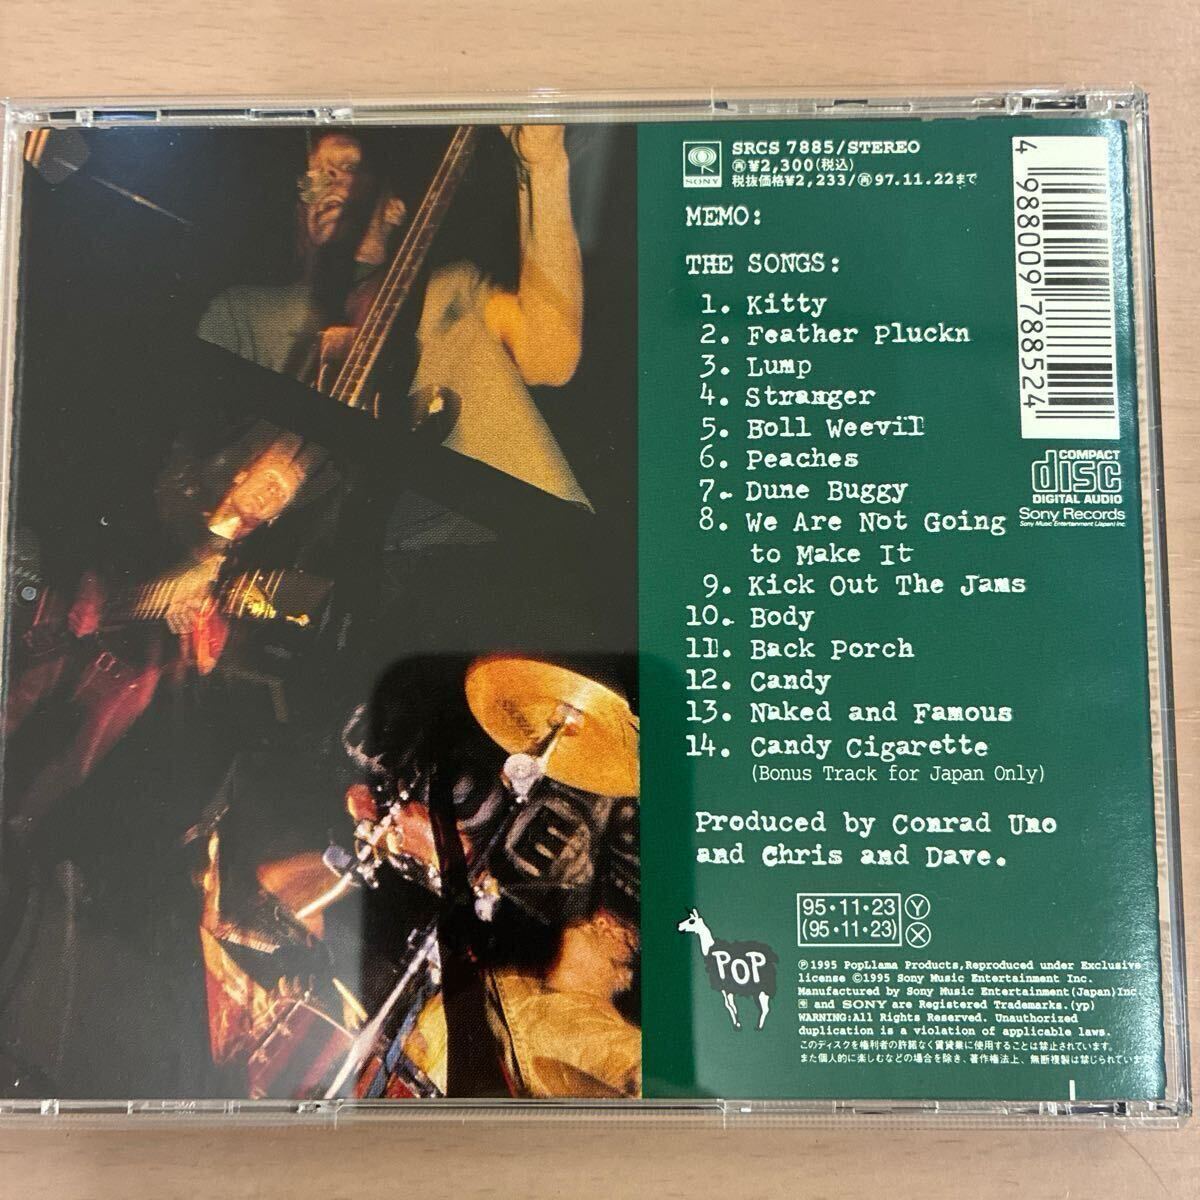 SONY
SRCS 7885/STEREO
㊢¥2,300(税込)
税抜価格¥2,233/㊢97.11.22まで
MEMO:
THE SONGS:
1. Kitty
2. Feather Pluckn
3. Lump
4. Stranger
5. Boll Weevil
6. Peaches
7. Dune Buggy
8. We Are Not Going
to Make It
9. Kick Out The Jams
10. Body
11. Back Porch
12. Candy
13. Naked and Famous
14. Candy Cigarette
(Bonus Track for Japan Only)
Produced by Conrad Uno
and Chris and Dave.
4 988009 788524
COMPACT
disc
DIGITAL AUDIO
Sony Records
Sony Music Entertainment (Japan) Inc.
95·11·23 Ⓨ
(95·11·23) Ⓧ
POP
℗1995 PopLlama Products,Reproduced under Exclusive
license ©1995 Sony Music Entertainment Inc.
Manufactured by Sony Music Entertainment(Japan)Inc.
and SONY are Registered Trademarks.(yp)
WARNING:All Rights Reserved. Unauthorized
duplication is a violation of applicable laws.
このディスクを権利者の許諾なく賃貸業に使用することは禁止されています。
また個人的に楽しむなどの場合を除き、著作権法上、無断複製は禁じられていま